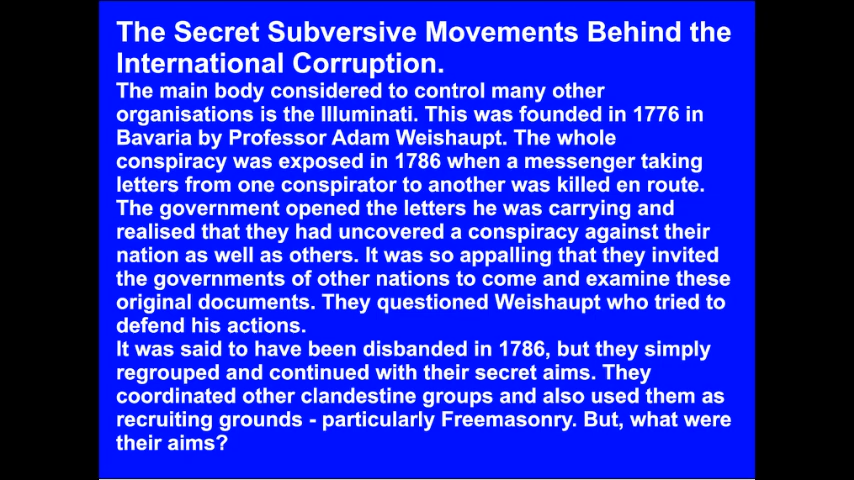 The Secret Subversive Movements Behind the
International Corruption.
The main body considered to control many other
organisations is the Illuminati. This was founded in 1776 in
Bavaria by Professor Adam Weishaupt. The whole
conspiracy was exposed in 1786 when a messenger taking
letters from one conspirator to another was killed en route.
The government opened the letters he was carrying and
realised that they had uncovered a conspiracy against their
nation as well as others. It was so appalling that they invited
the governments of other nations to come and examine these
original documents. They questioned Weishaupt who tried to
defend his actions.
It was said to have been disbanded in 1786, but they simply
regrouped and continued with their secret aims. They
coordinated other clandestine groups and also used them as
recruiting grounds - particularly Freemasonry. But, what were
their aims?